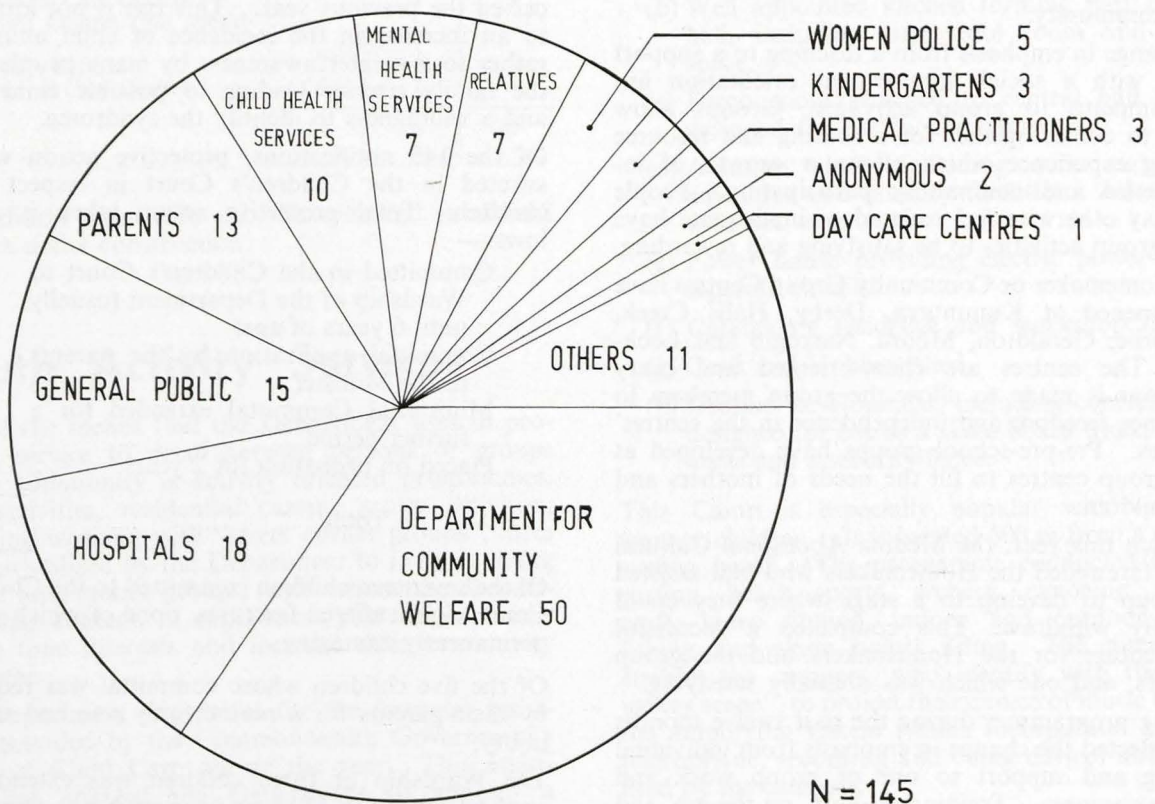 MENTAL
HEALTH
SERVICES
7
RELATIVES
7
CHILD HEALTH
SERVICES
10
WOMEN POLICE 5
KINDERGARTENS 3
MEDICAL PRACTITIONERS 3
ANONYMOUS 2
DAY CARE CENTRES 1
PARENTS 13
OTHERS 11
GENERAL PUBLIC 15
HOSPITALS 18
DEPARTMENT FOR
COMMUNITY
WELFARE 50
N = 145